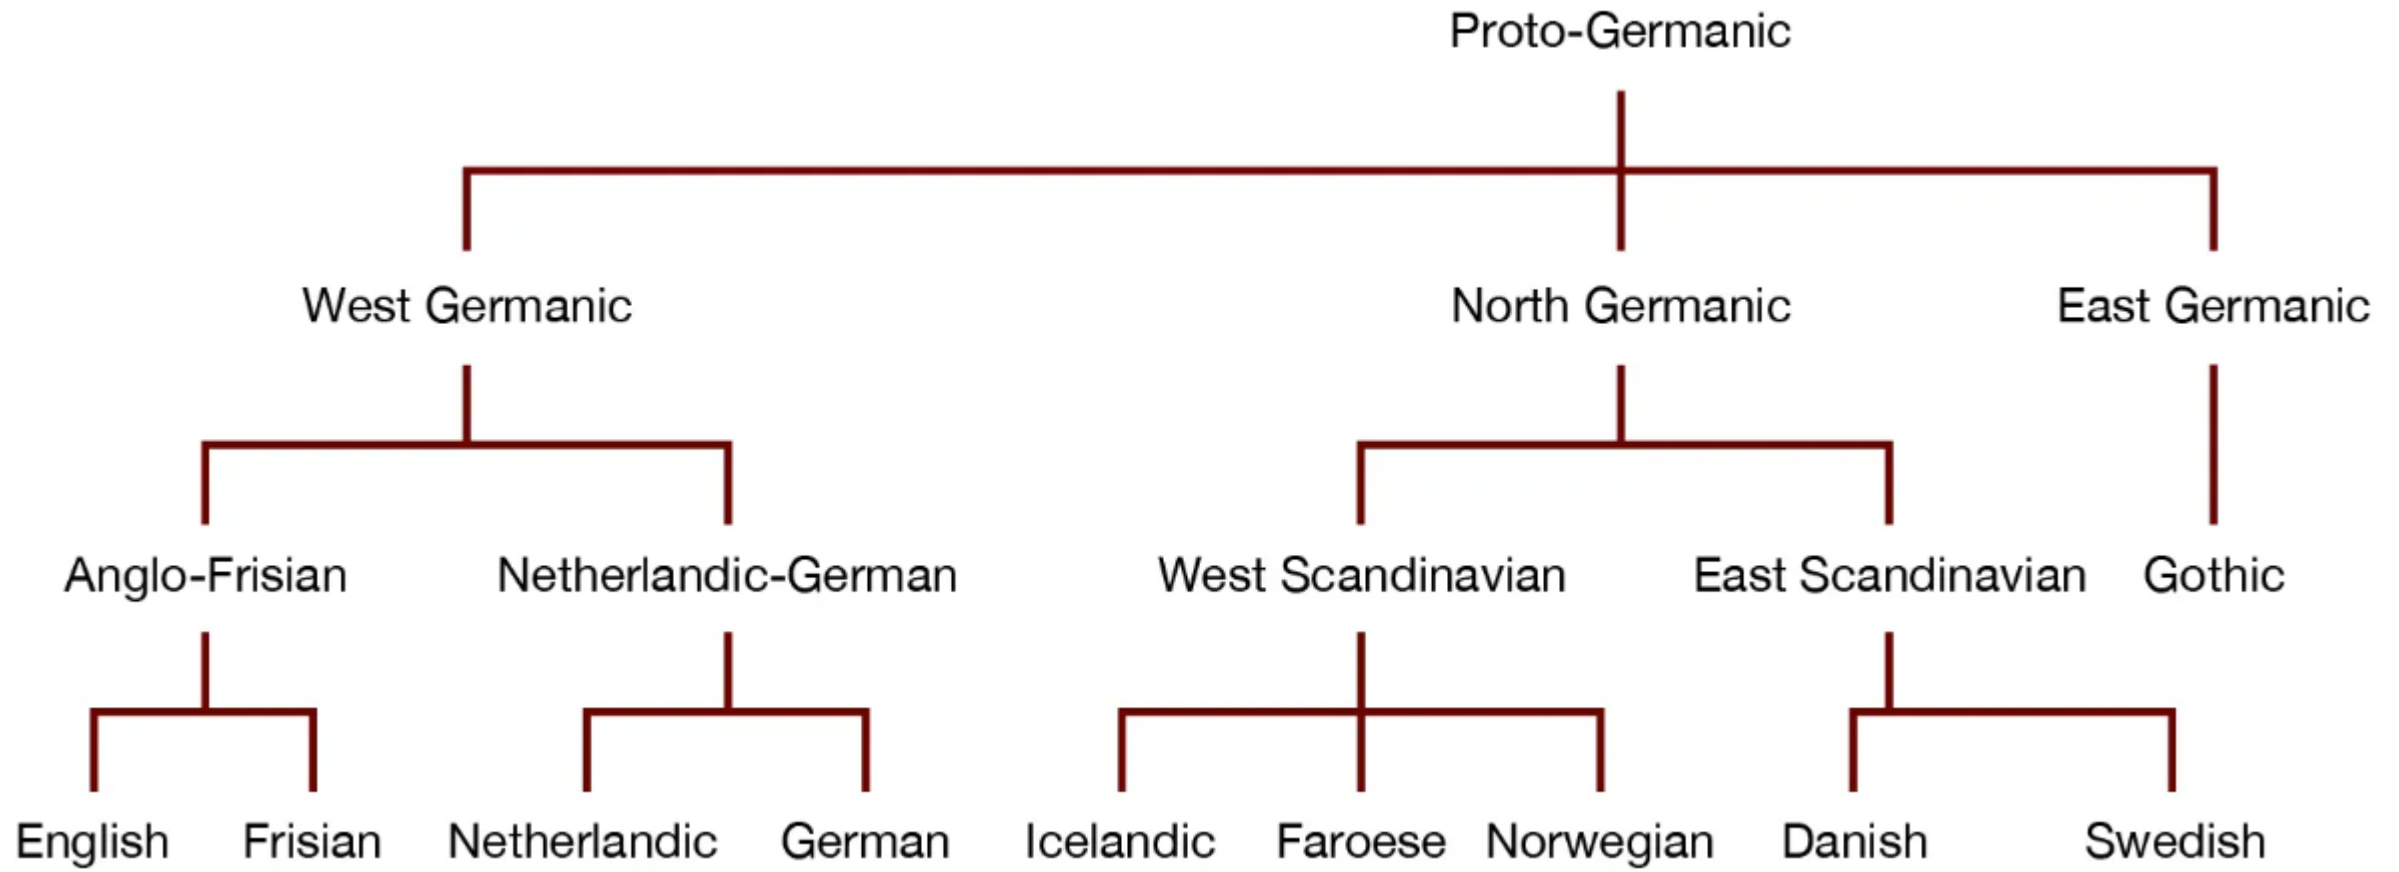 Proto-Germanic
West Germanic
North Germanic
East Germanic
Anglo-Frisian
Netherlandic-German
West Scandinavian
East Scandinavian
Gothic
English
Frisian
Netherlandic
German
Icelandic
Faroese
Norwegian
Danish
Swedish